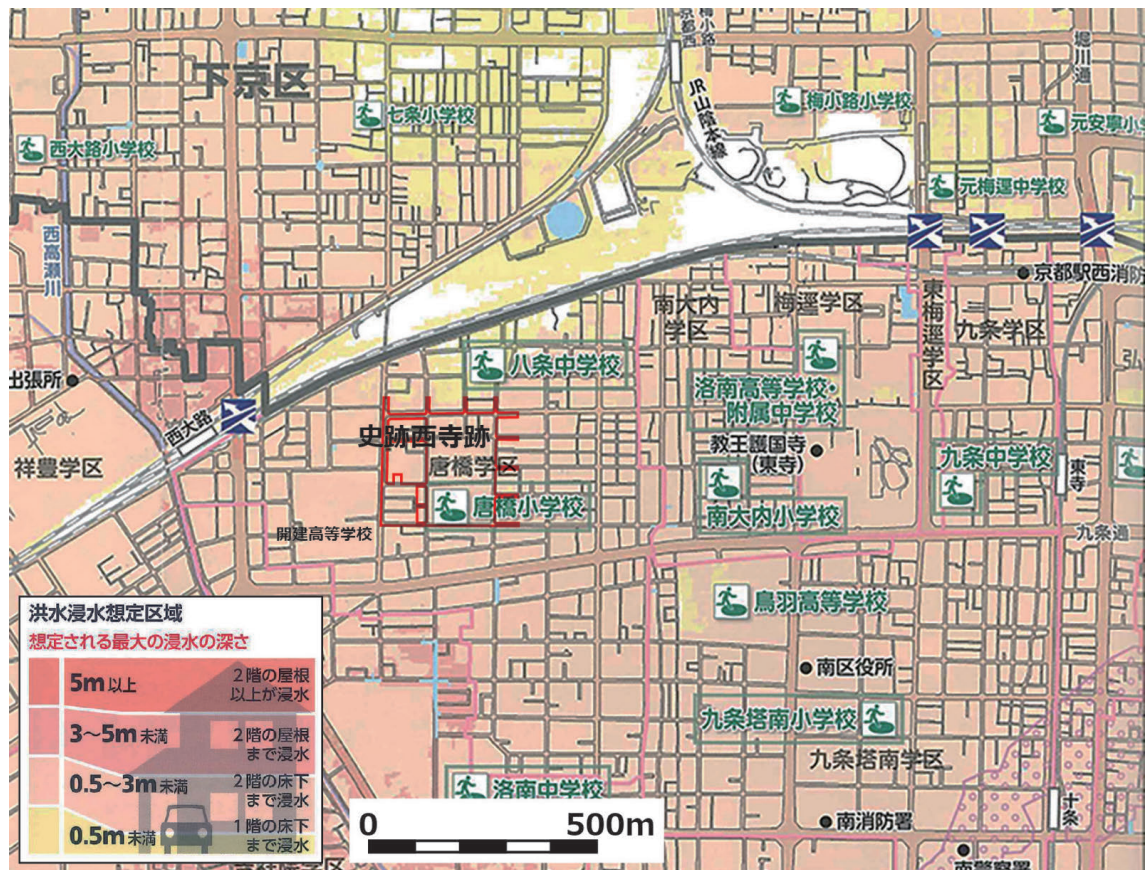 下京区
七条小学校
西大路小学校
梅小路
京都西
JR山陰本線
梅小路小学校
堀川通
元安寧小
元梅逕中学校
西高瀬川
京都駅西消防
南大内
学区
梅逕学区
東梅逕学区
九条学区
出張所
八条中学校
洛南高等学校・
附属中学校
西大路
祥豊学区
史跡西寺跡
唐橋学区
教王護国寺
(東寺)
九条中学校
東寺
唐橋小学校
南大内小学校
開建高等学校
九条通
鳥羽高等学校
南区役所
九条塔南小学校
九条塔南学区
洛南中学校
十条
南消防署
南警察署
洪水浸水想定区域
想定される最大の浸水の深さ
5m以上
2階の屋根
以上が浸水
3〜5m未満
2階の屋根
まで浸水
0.5〜3m未満
2階の床下
まで浸水
0.5m未満
1階の床下
まで浸水
0 500m